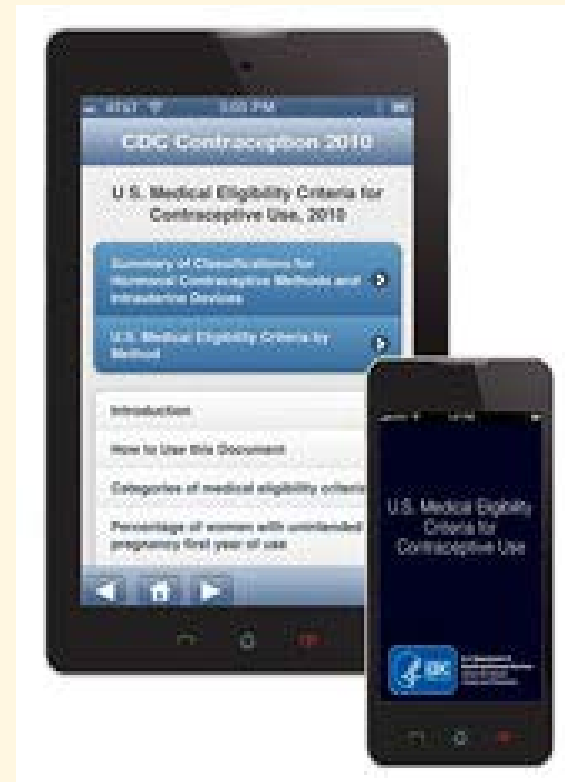 AT&T 5:05 PM
CDC Contraception 2010
U.S. Medical Eligibility Criteria for
Contraceptive Use, 2010
Summary of Classifications for
Hormonal Contraceptive Methods and
Intrauterine Devices
U.S. Medical Eligibility Criteria by
Method
Introduction
How to Use this Document
Categories of medical eligibility criteria
Percentage of women with unintended
pregnancy first year of use
U.S. Medical Eligibility
Criteria for
Contraceptive Use
CDC